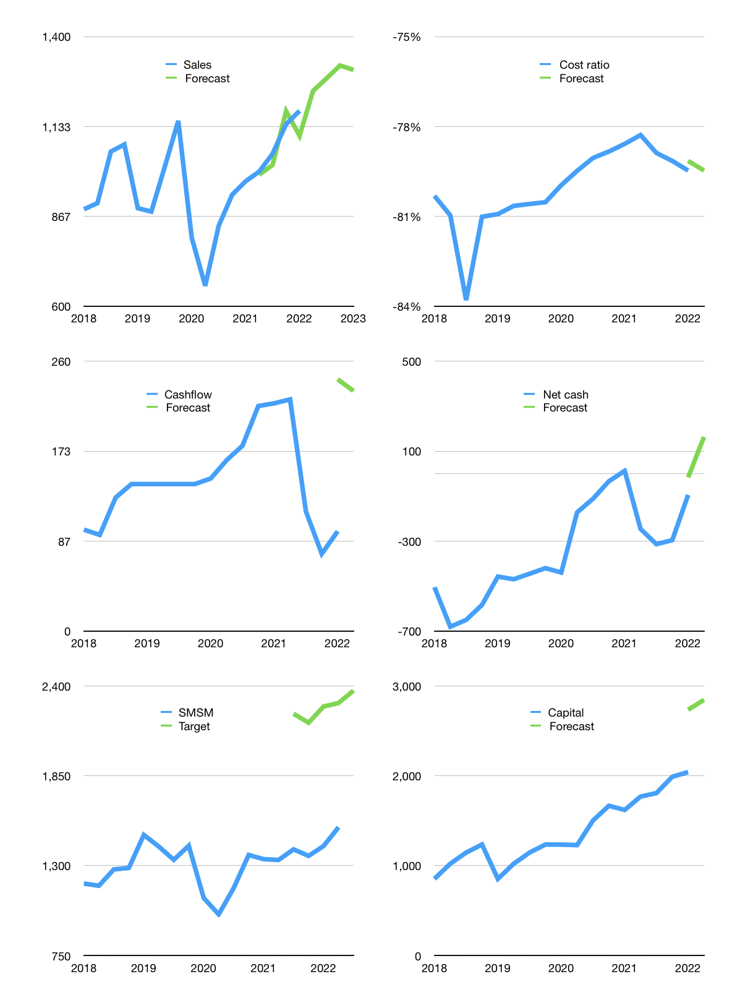 1,400
Sales
Forecast
1,133
867
600
2018 2019 2020 2021 2022 2023
-75%
Cost ratio
Forecast
-78%
-81%
-84%
2018 2019 2020 2021 2022
260
Cashflow
Forecast
173
87
0
2018 2019 2020 2021 2022
500
Net cash
Forecast
100
-300
-700
2018 2019 2020 2021 2022
2,400
SMSM
Target
1,850
1,300
750
2018 2019 2020 2021 2022
3,000
Capital
Forecast
2,000
1,000
0
2018 2019 2020 2021 2022